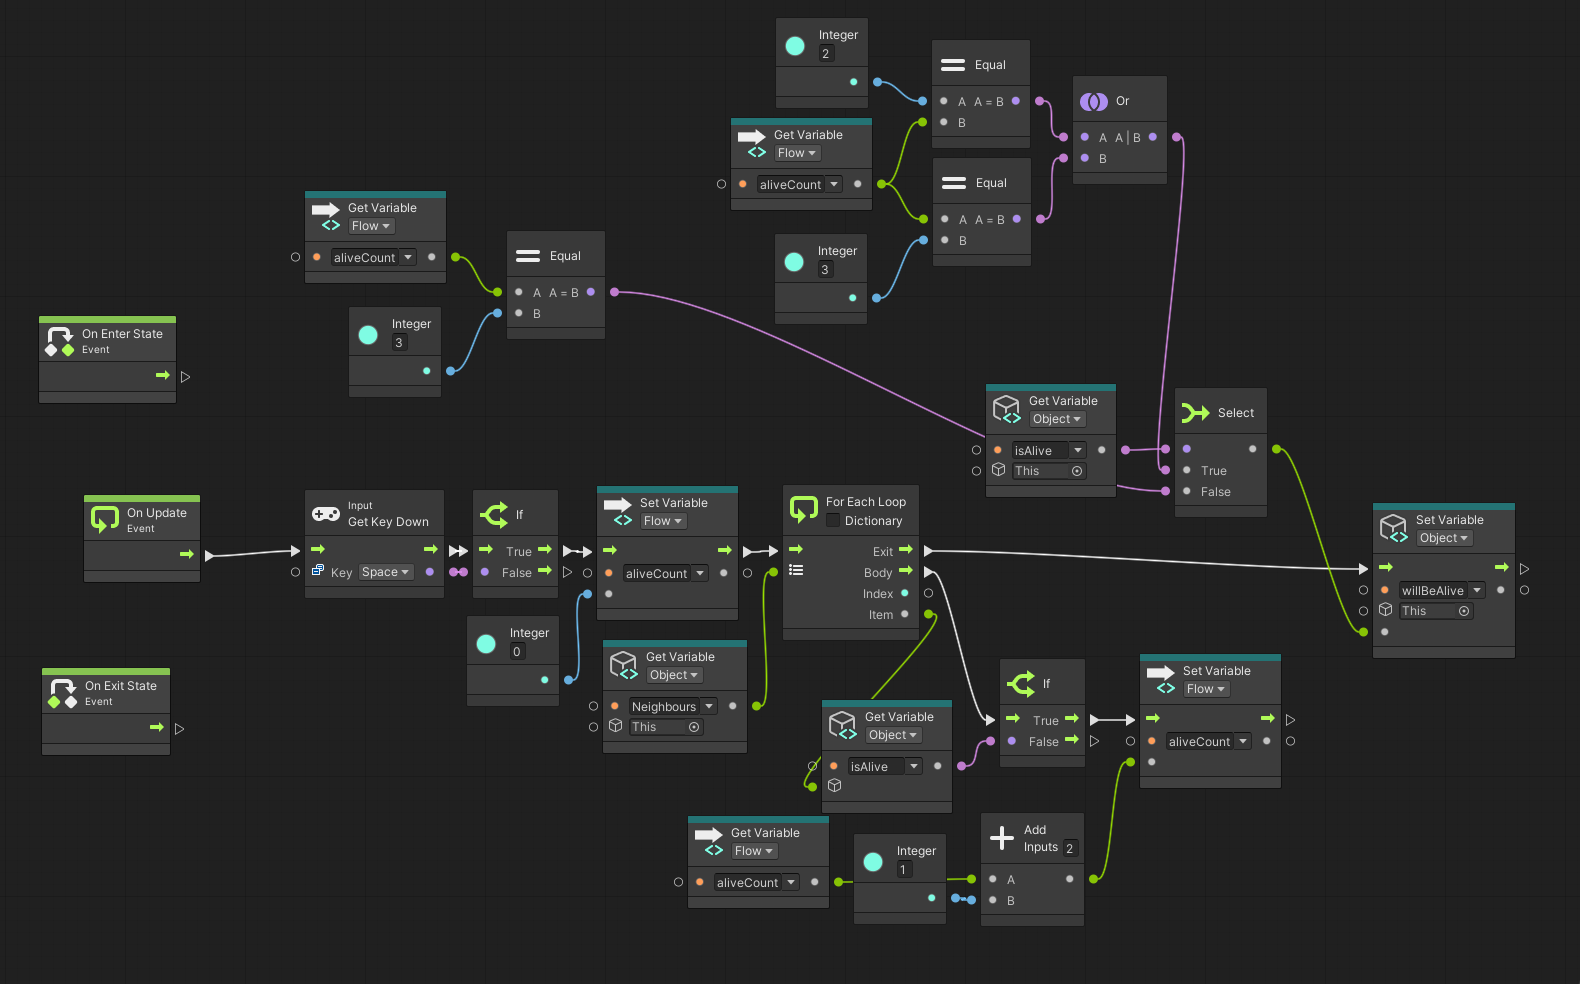 Integer
2
Equal
A A = B
B
Or
A A | B
B
Get Variable
Flow
aliveCount
Equal
A A = B
B
Integer
3
Get Variable
Flow
aliveCount
Equal
A A = B
B
Integer
3
On Enter State
Event
Get Variable
Object
isAlive
This
Select
True
False
On Update
Event
Input
Get Key Down
Key Space
If
True
False
Set Variable
Flow
aliveCount
For Each Loop
Dictionary
Exit
Body
Index
Item
Set Variable
Object
willBeAlive
This
Integer
0
Get Variable
Object
Neighbours
This
On Exit State
Event
Get Variable
Object
isAlive
If
True
False
Set Variable
Flow
aliveCount
Get Variable
Flow
aliveCount
Integer
1
Add
Inputs 2
A
B